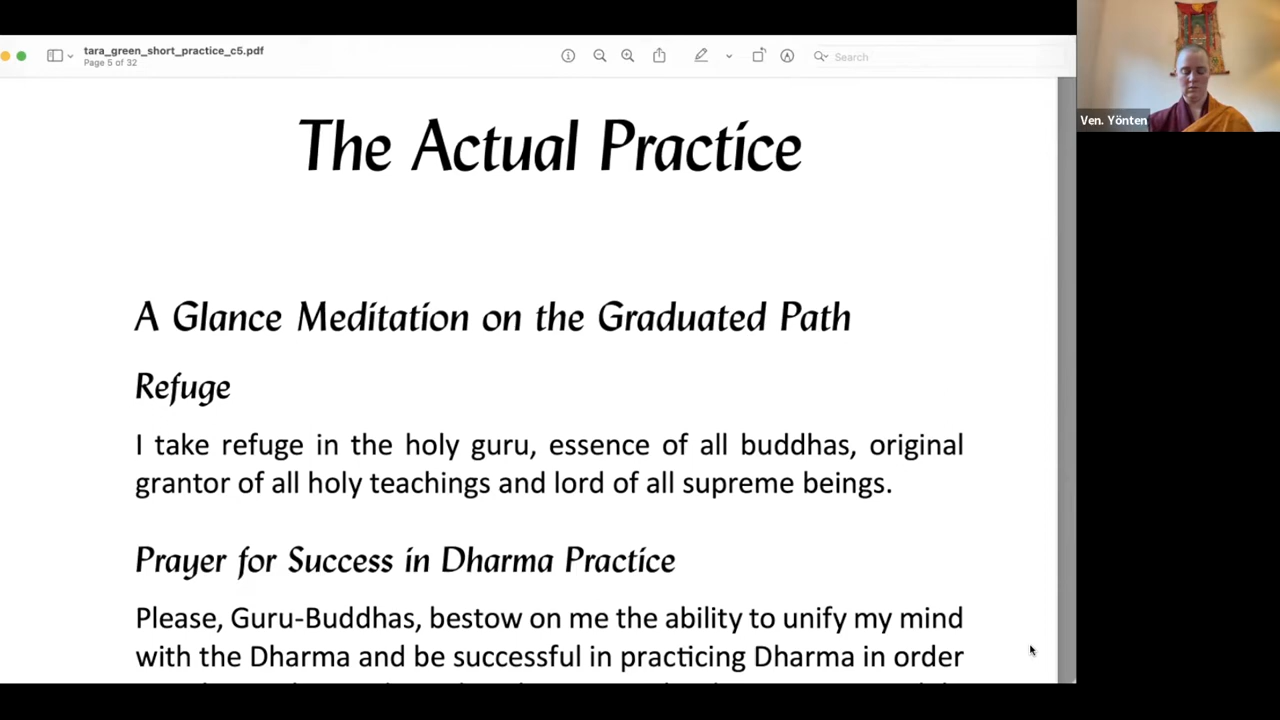 tara_green_short_practice_c5.pdf
Page 5 of 32
Search
Ven. Yönten
The Actual Practice
A Glance Meditation on the Graduated Path
Refuge
I take refuge in the holy guru, essence of all buddhas, original
grantor of all holy teachings and lord of all supreme beings.
Prayer for Success in Dharma Practice
Please, Guru-Buddhas, bestow on me the ability to unify my mind
with the Dharma and be successful in practicing Dharma in order